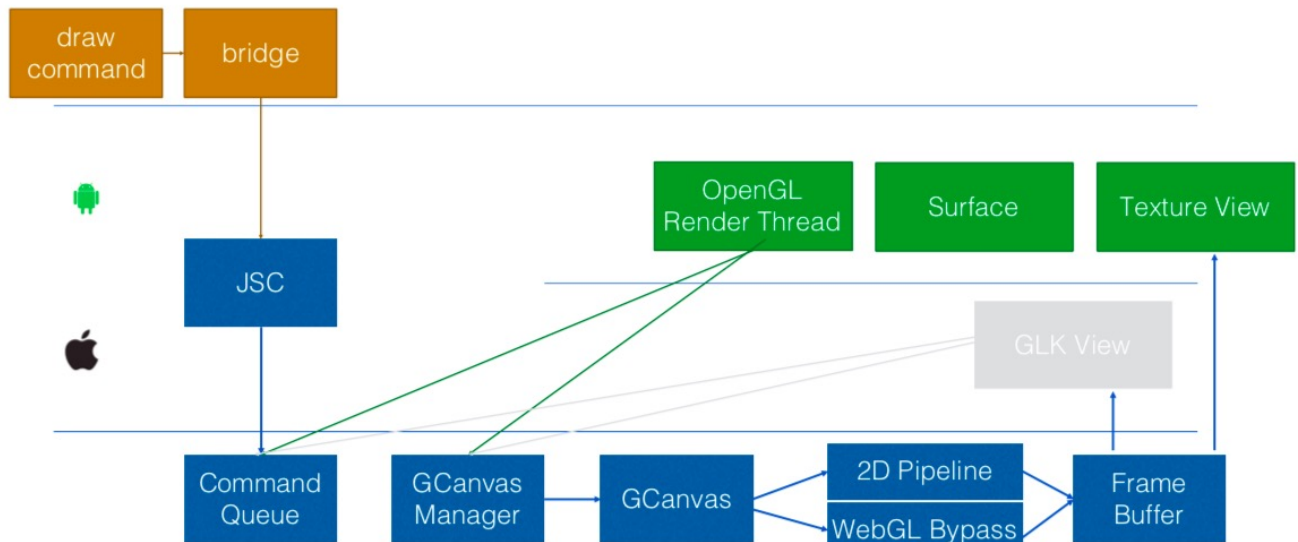 draw
command
bridge
OpenGL
Render Thread
Surface
Texture View
JSC
GLK View
Command
Queue
GCanvas
Manager
GCanvas
2D Pipeline
WebGL Bypass
Frame
Buffer